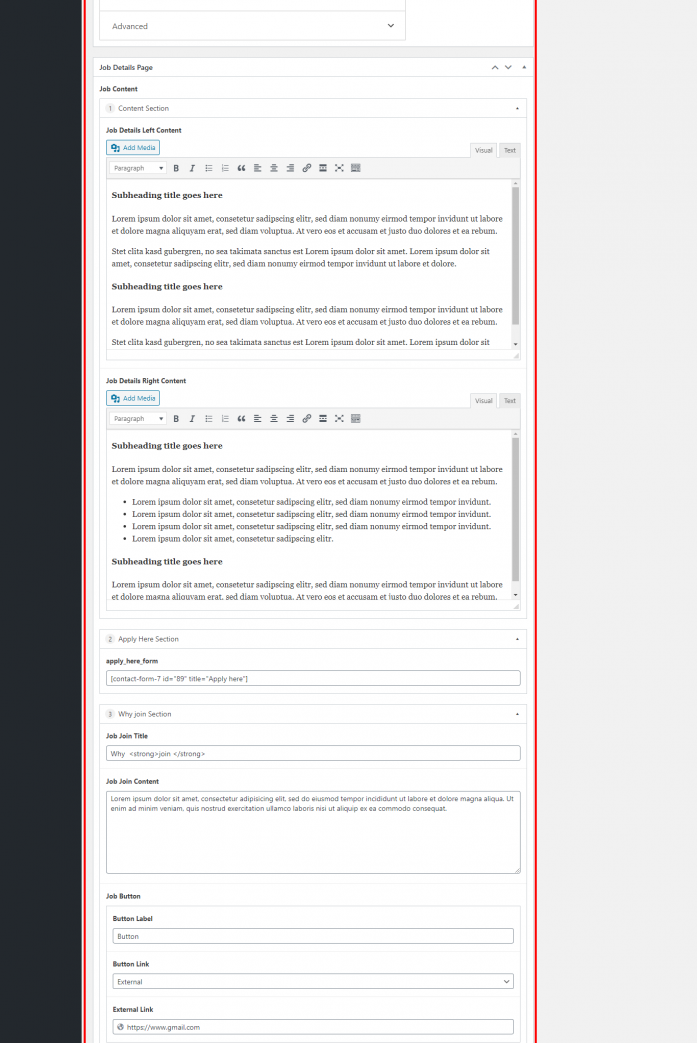 Advanced
Job Details Page
Job Content
1 Content Section
Job Details Left Content
Add Media
Visual Text
Paragraph
Subheading title goes here
Lorem ipsum dolor sit amet, consetetur sadipscing elitr, sed diam nonumy eirmod tempor invidunt ut labore
et dolore magna aliquyam erat, sed diam voluptua. At vero eos et accusam et justo duo dolores et ea rebum.
Stet clita kasd gubergren, no sea takimata sanctus est Lorem ipsum dolor sit amet. Lorem ipsum dolor sit
amet, consetetur sadipscing elitr, sed diam nonumy eirmod tempor invidunt ut labore et dolore.
Subheading title goes here
Lorem ipsum dolor sit amet, consetetur sadipscing elitr, sed diam nonumy eirmod tempor invidunt ut labore
et dolore magna aliquyam erat, sed diam voluptua. At vero eos et accusam et justo duo dolores et ea rebum.
Stet clita kasd gubergren, no sea takimata sanctus est Lorem ipsum dolor sit amet. Lorem ipsum dolor sit
Job Details Right Content
Add Media
Visual Text
Paragraph
Subheading title goes here
Lorem ipsum dolor sit amet, consetetur sadipscing elitr, sed diam nonumy eirmod tempor invidunt ut labore
et dolore magna aliquyam erat, sed diam voluptua. At vero eos et accusam et justo duo dolores et ea rebum.
• Lorem ipsum dolor sit amet, consetetur sadipscing elitr, sed diam nonumy eirmod tempor invidunt.
• Lorem ipsum dolor sit amet, consetetur sadipscing elitr, sed diam nonumy eirmod tempor invidunt.
• Lorem ipsum dolor sit amet, consetetur sadipscing elitr, sed diam nonumy eirmod tempor invidunt.
• Lorem ipsum dolor sit amet, consetetur sadipscing elitr.
Subheading title goes here
Lorem ipsum dolor sit amet, consetetur sadipscing elitr, sed diam nonumy eirmod tempor invidunt ut labore
et dolore magna aliquyam erat, sed diam voluptua. At vero eos et accusam et justo duo dolores et ea rebum.
2 Apply Here Section
apply_here_form
[contact-form-7 id="89" title="Apply here"]
3 Why join Section
Job Join Title
Why <strong>join </strong>
Job Join Content
Lorem ipsum dolor sit amet, consectetur adipisicing elit, sed do eiusmod tempor incididunt ut labore et dolore magna aliqua. Ut
enim ad minim veniam, quis nostrud exercitation ullamco laboris nisi ut aliquip ex ea commodo consequat.
Job Button
Button Label
Button
Button Link
External
External Link
https://www.gmail.com